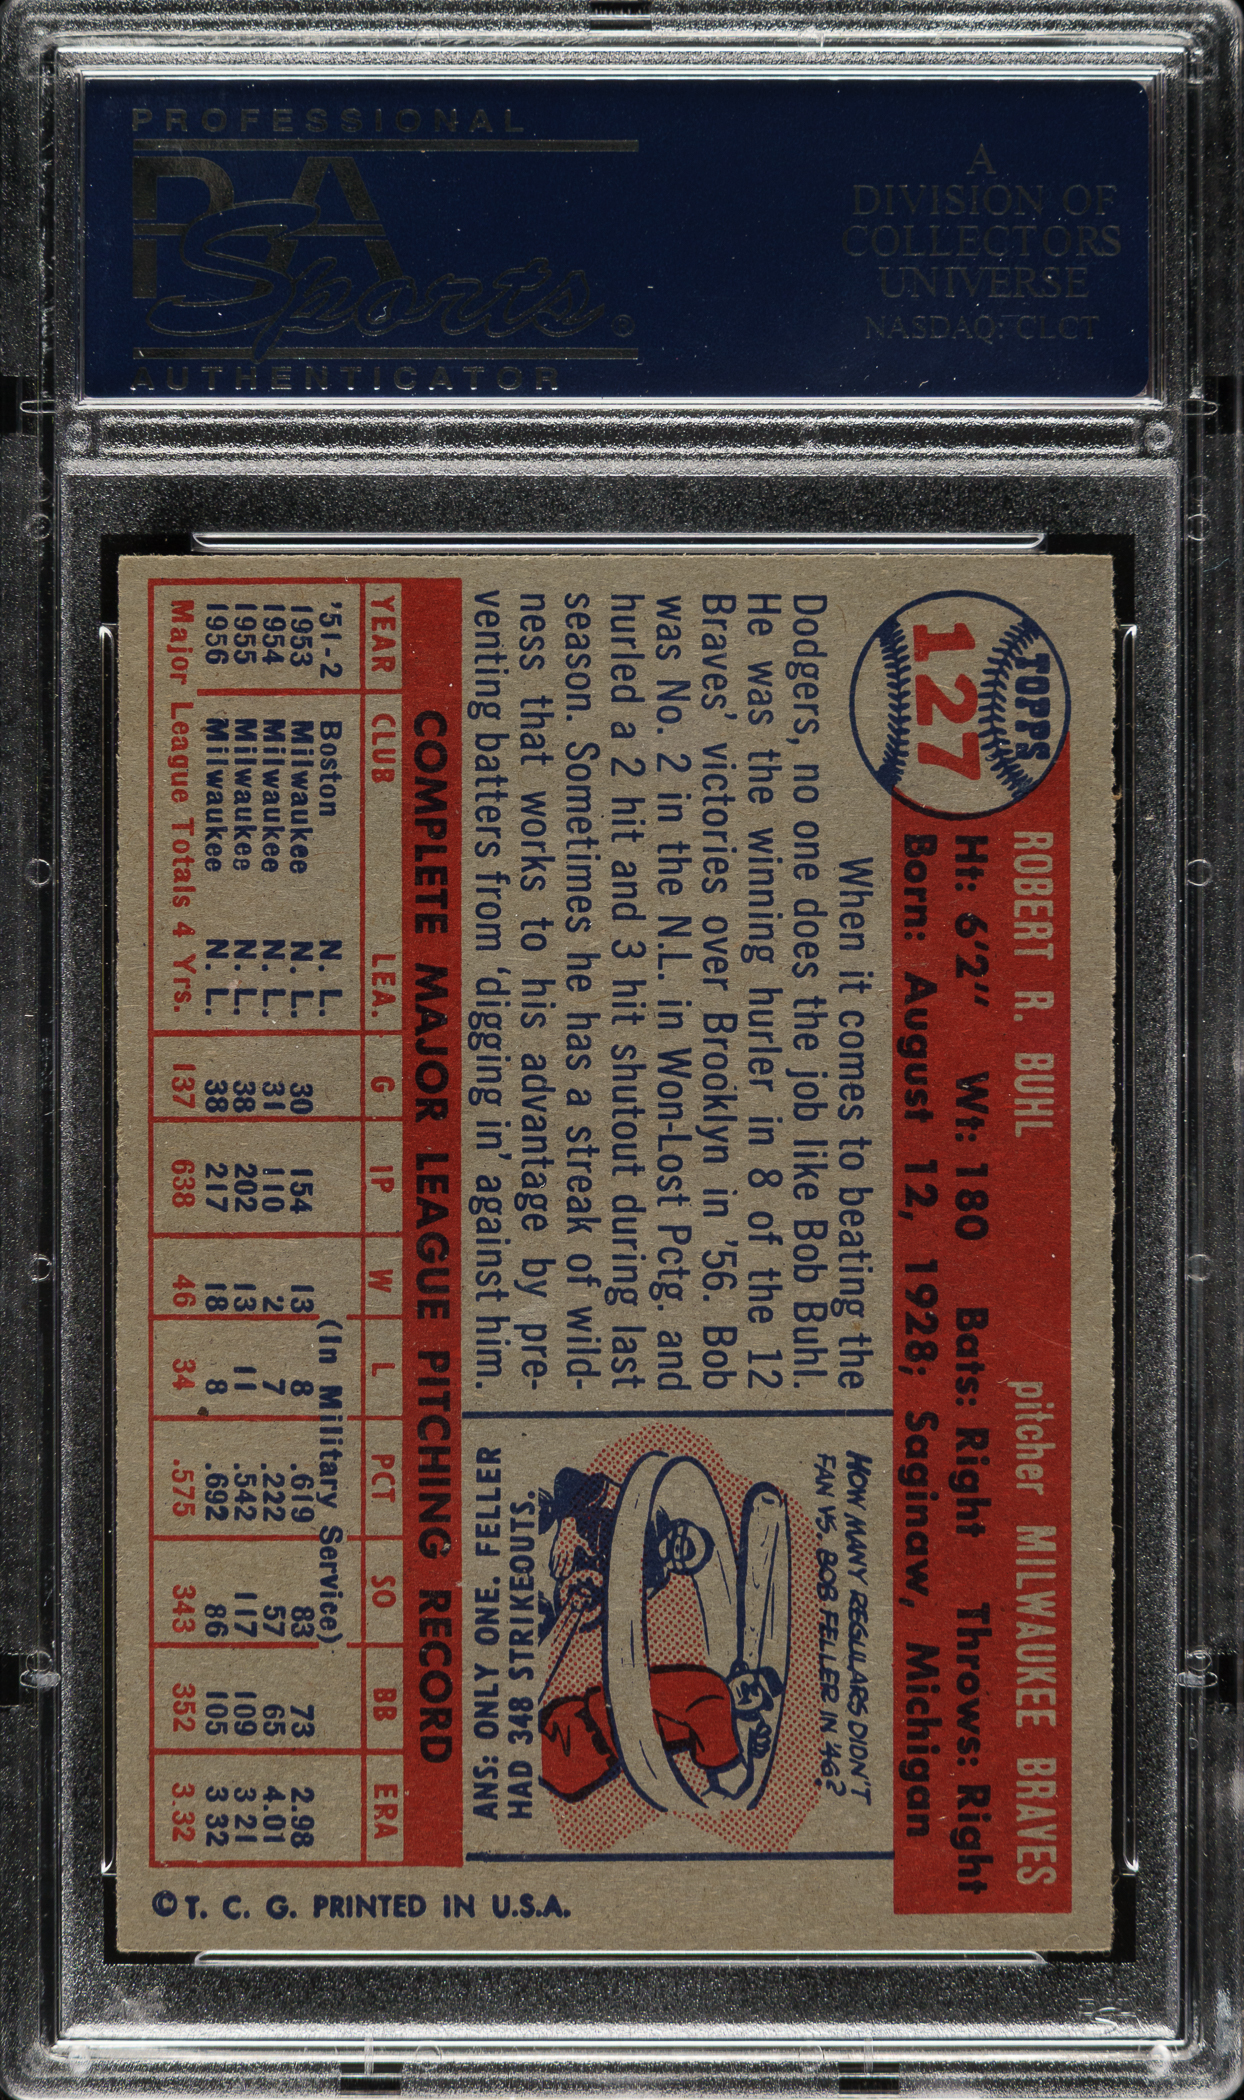 PROFESSIONAL
PSA
Sports®
AUTHENTICATOR
A
DIVISION OF
COLLECTORS
UNIVERSE
NASDAQ: CLCT
TOPPS
127
ROBERT R. BUHL pitcher MILWAUKEE BRAVES
Ht: 6'2" Wt: 180 Bats: Right Throws: Right
Born: August 12, 1928; Saginaw, Michigan
When it comes to beating the
Dodgers, no one does the job like Bob Buhl.
He was the winning hurler in 8 of the 12
Braves' victories over Brooklyn in '56. Bob
was No. 2 in the N.L. in Won-Lost Pctg. and
hurled a 2 hit and 3 hit shutout during last
season. Sometimes he has a streak of wild-
ness that works to his advantage by pre-
venting batters from 'digging in' against him.
HOW MANY REGULARS DIDN'T
FAN VS. BOB FELLER IN '46?
ANS: ONLY ONE. FELLER
HAD 348 STRIKEOUTS.
COMPLETE MAJOR LEAGUE PITCHING RECORD
YEAR CLUB LEA. G IP W L PCT SO BB ERA
'51-2 Boston N. L. (In Military Service)
1953 Milwaukee N. L. 30 154 13 8 .619 83 73 2.98
1954 Milwaukee N. L. 31 110 2 7 .222 57 65 4.01
1955 Milwaukee N. L. 38 202 13 11 .542 117 109 3.21
1956 Milwaukee N. L. 38 217 18 8 .692 86 105 3.32
Major League Totals 4 Yrs. 137 638 46 34 .575 343 352 3.32
© T. C. G. PRINTED IN U.S.A.